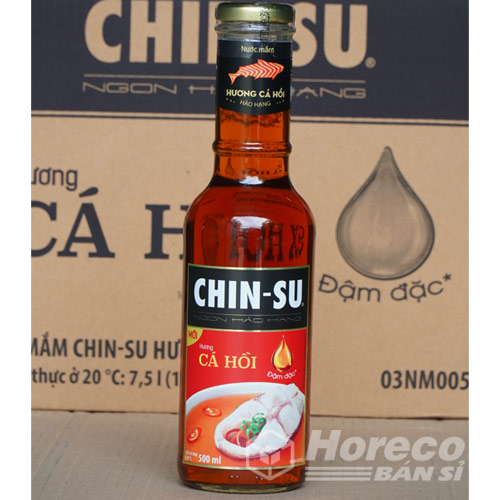 CHIN-SU®
NGON HẢO HẠNG
Hương
CÁ H
Đậm đặc*
MẮM CHIN-SU HƯ
thực ở 20 °C: 7,5 l (1
03NM005
Nước mắm
HƯƠNG CÁ HỒI
HẢO HẠNG
CHIN-SU®
NGON HẢO HẠNG
MỚI
Hương
CÁ HỒI
Đậm đặc*
500 ml
Horeco
BÁN SỈ